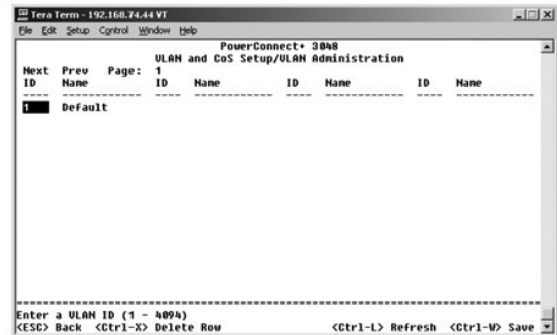 Tera Term - 192.168.74.44 VT
File Edit Setup Control Window Help
PowerConnect+ 3048
VLAN and CoS Setup/VLAN Administration
Next Prev Page: 1
ID Name ID Name ID Name ID Name
---- ------------ ---- ------------ ---- ------------ ---- ------------
1 Default
================================================================================
Enter a VLAN ID (1 - 4094)
<ESC> Back <Ctrl-X> Delete Row <Ctrl-L> Refresh <Ctrl-W> Save